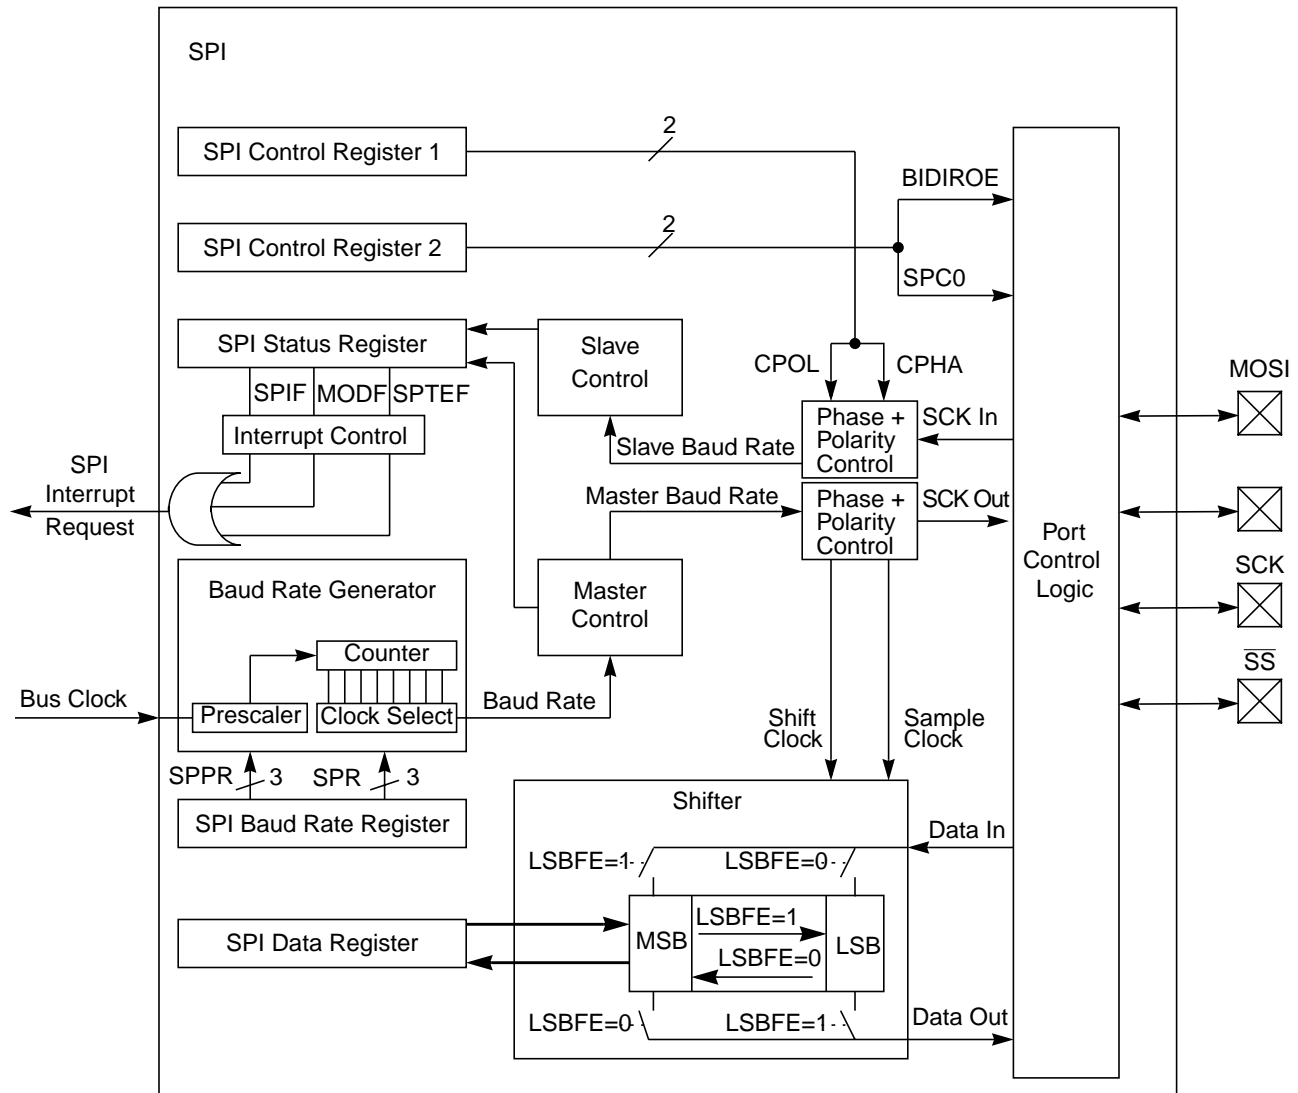 SPI
SPI Control Register 1
2
BIDIROE
SPI Control Register 2
2
SPC0
SPI Status Register
Slave
Control
CPOL
CPHA
MOSI
SPIF
MODF
SPTEF
Interrupt Control
Phase +
Polarity
Control
SCK In
Slave Baud Rate
SPI
Interrupt
Request
Master Baud Rate
Phase +
Polarity
Control
SCK Out
Port
Control
Logic
Baud Rate Generator
Master
Control
SCK
Counter
SS
Bus Clock
Prescaler
Clock Select
Baud Rate
Shift
Clock
Sample
Clock
SPPR
3
SPR
3
SPI Baud Rate Register
Shifter
Data In
LSBFE=1
LSBFE=0
SPI Data Register
MSB
LSBFE=1
LSBFE=0
LSB
LSBFE=0
LSBFE=1
Data Out